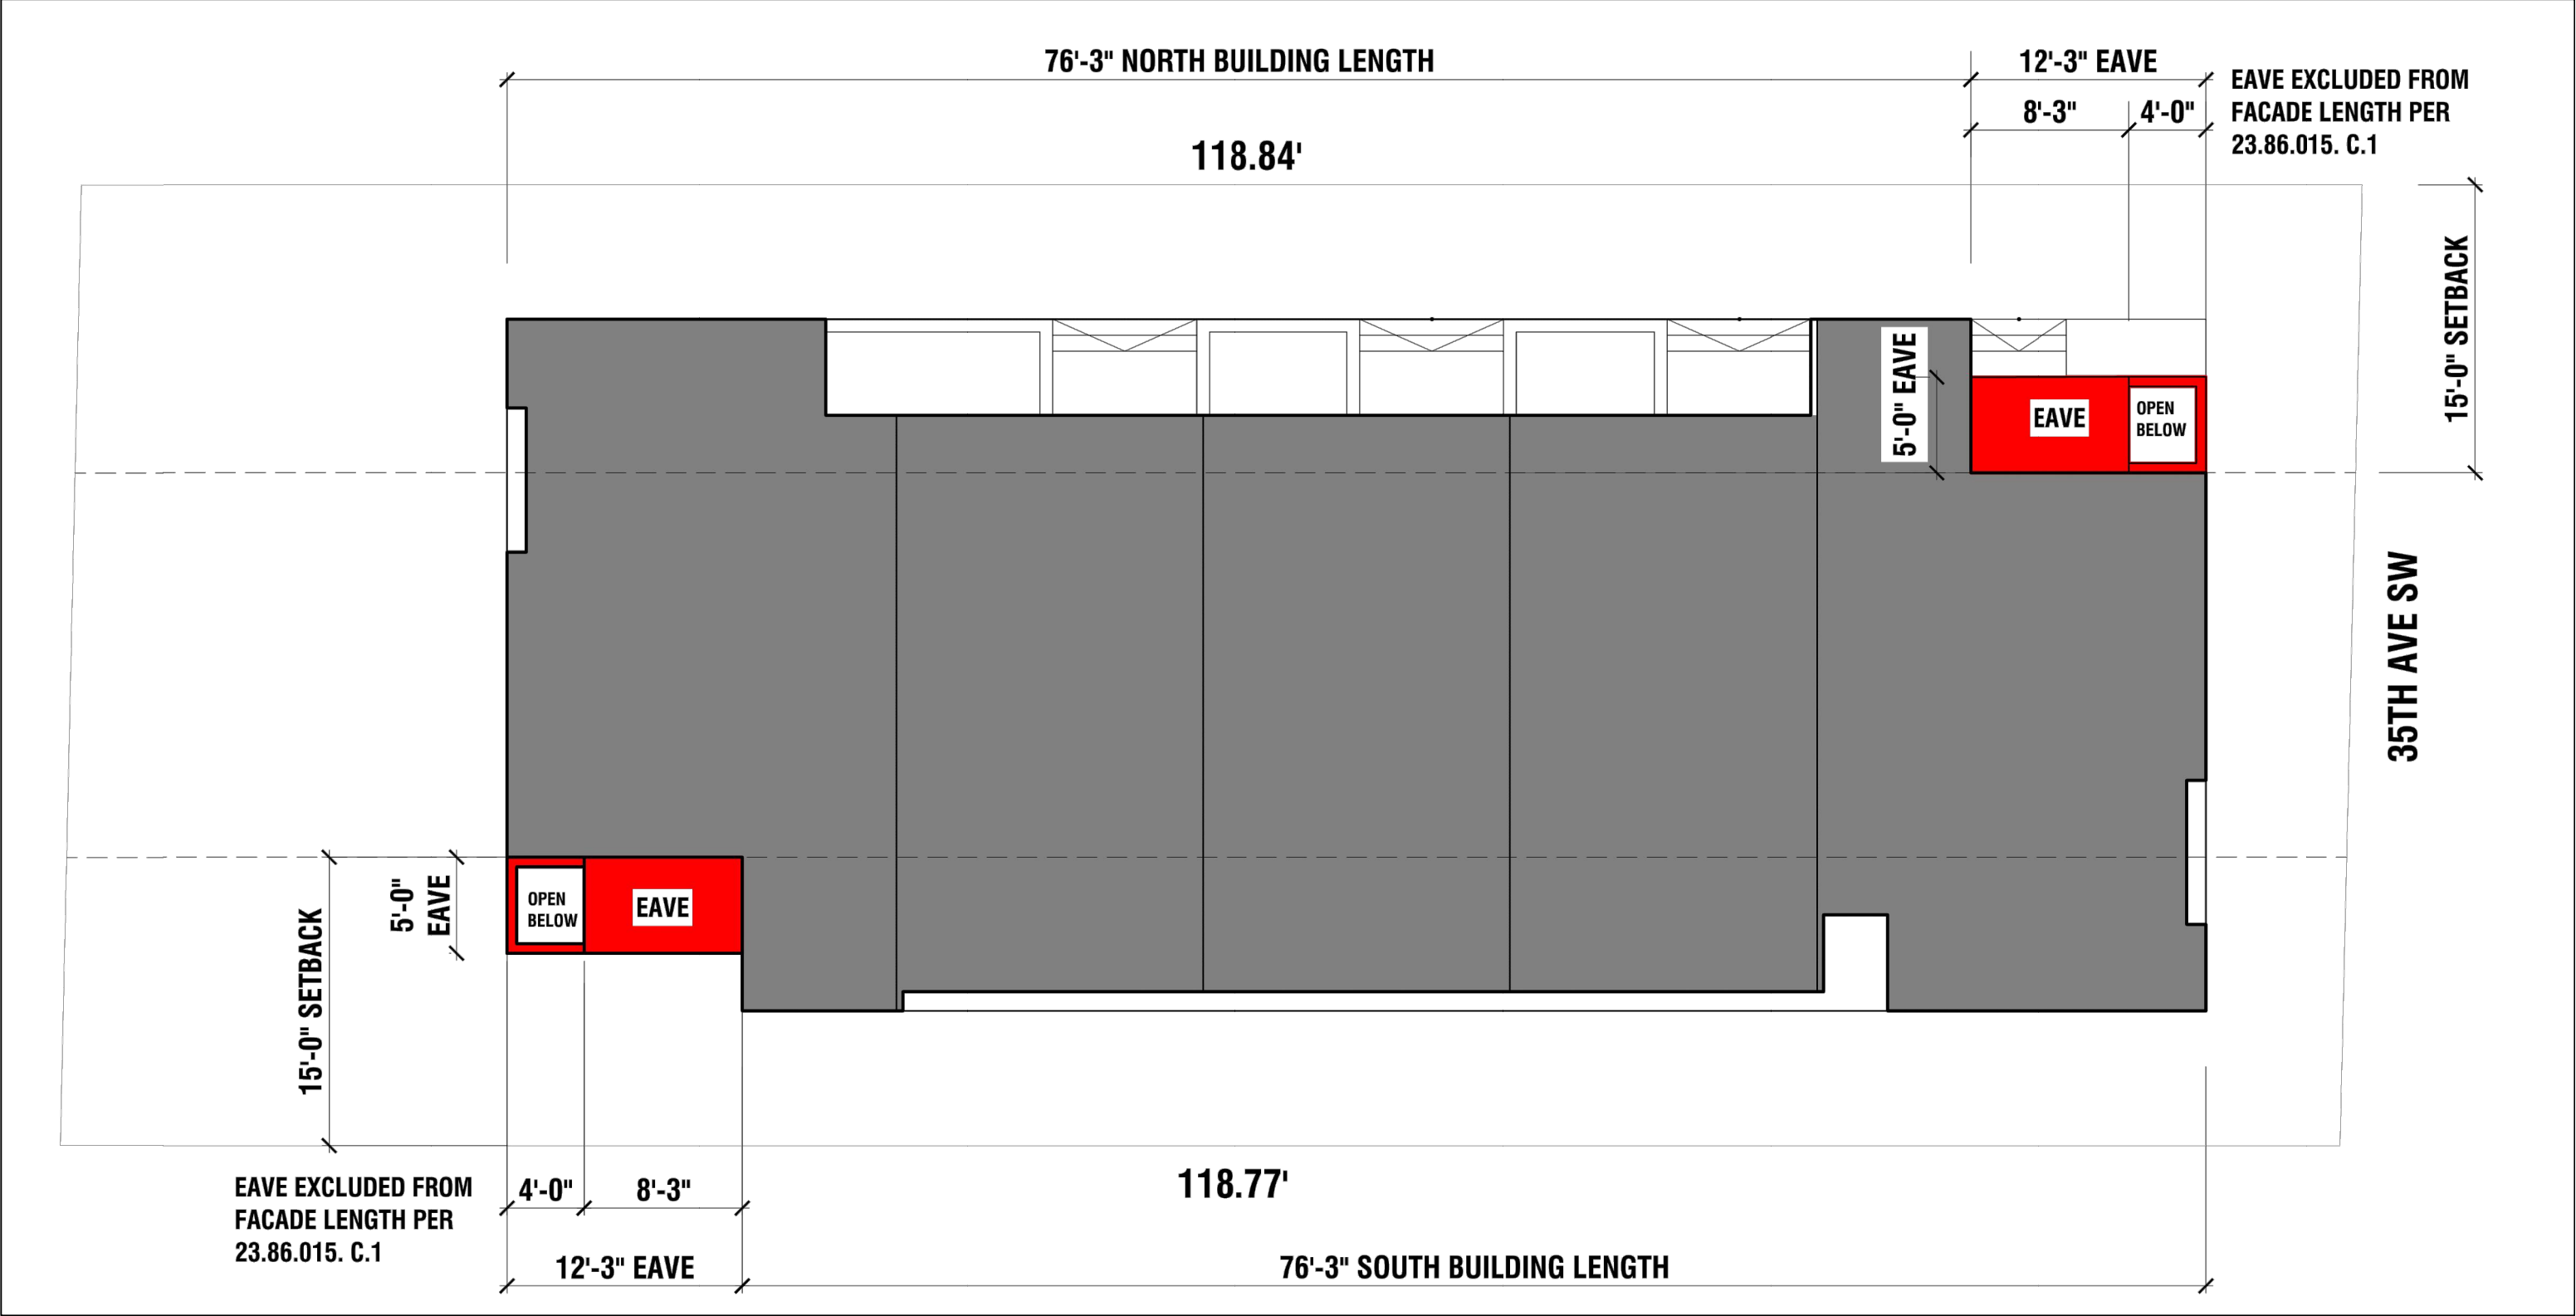 76'-3" NORTH BUILDING LENGTH
12'-3" EAVE
EAVE EXCLUDED FROM
FACADE LENGTH PER
23.86.015. C.1
8'-3"
4'-0"
118.84'
15'-0" SETBACK
5'-0" EAVE
EAVE
OPEN
BELOW
35TH AVE SW
5'-0"
EAVE
OPEN
BELOW
EAVE
15'-0" SETBACK
EAVE EXCLUDED FROM
FACADE LENGTH PER
23.86.015. C.1
4'-0"
8'-3"
118.77'
12'-3" EAVE
76'-3" SOUTH BUILDING LENGTH